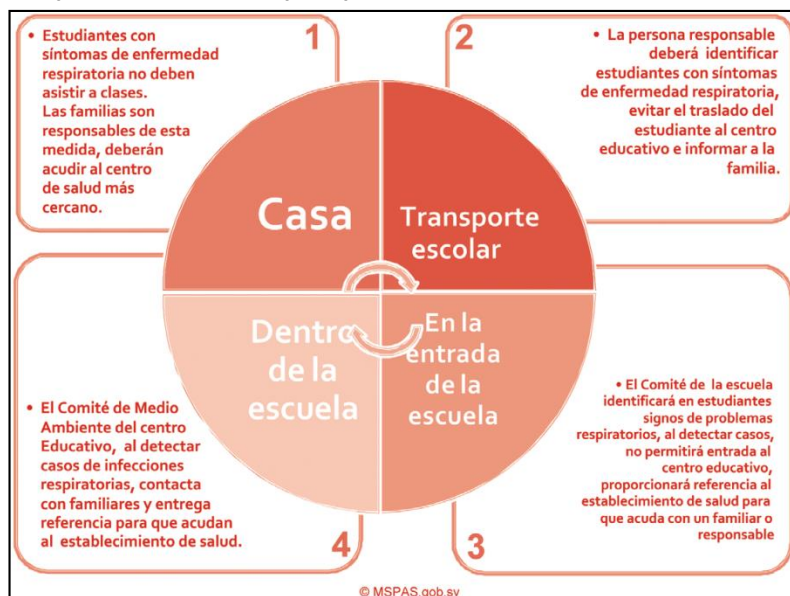 1
• Estudiantes con
síntomas de enfermedad
respiratoria no deben
asistir a clases.
Las familias son
responsables de esta
medida, deberán
acudir al centro
de salud más
cercano.
2
• La persona responsable
deberá identificar
estudiantes con síntomas
de enfermedad respiratoria,
evitar el traslado del
estudiante al centro
educativo e informar a la
familia.
Casa
Transporte
escolar
Dentro
de la
escuela
En la
entrada
de la
escuela
• El Comité de la escuela
identificará en estudiantes
signos de problemas
respiratorios, al detectar casos,
no permitirá entrada al
centro educativo,
proporcionará referencia al
establecimiento de salud para
que acuda con un familiar o
responsable
3
• El Comité de Medio
Ambiente del centro
Educativo, al detectar
casos de infecciones
respiratorias, contacta
con familiares y entrega
referencia para que acudan
al establecimiento de salud.
4
© MSPAS.gob.sv